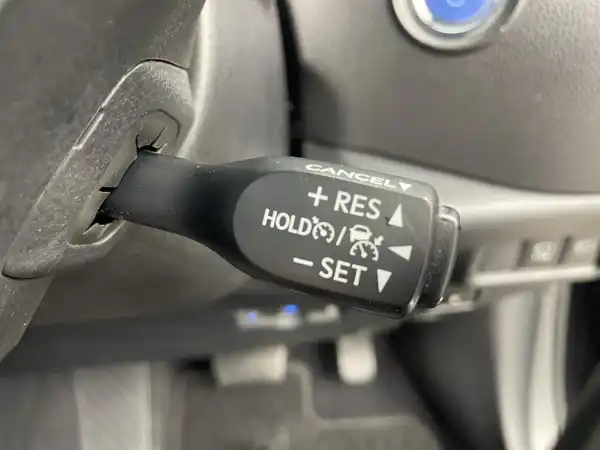 CANCEL▼
+RES▲
HOLD / ◀
−SET▼